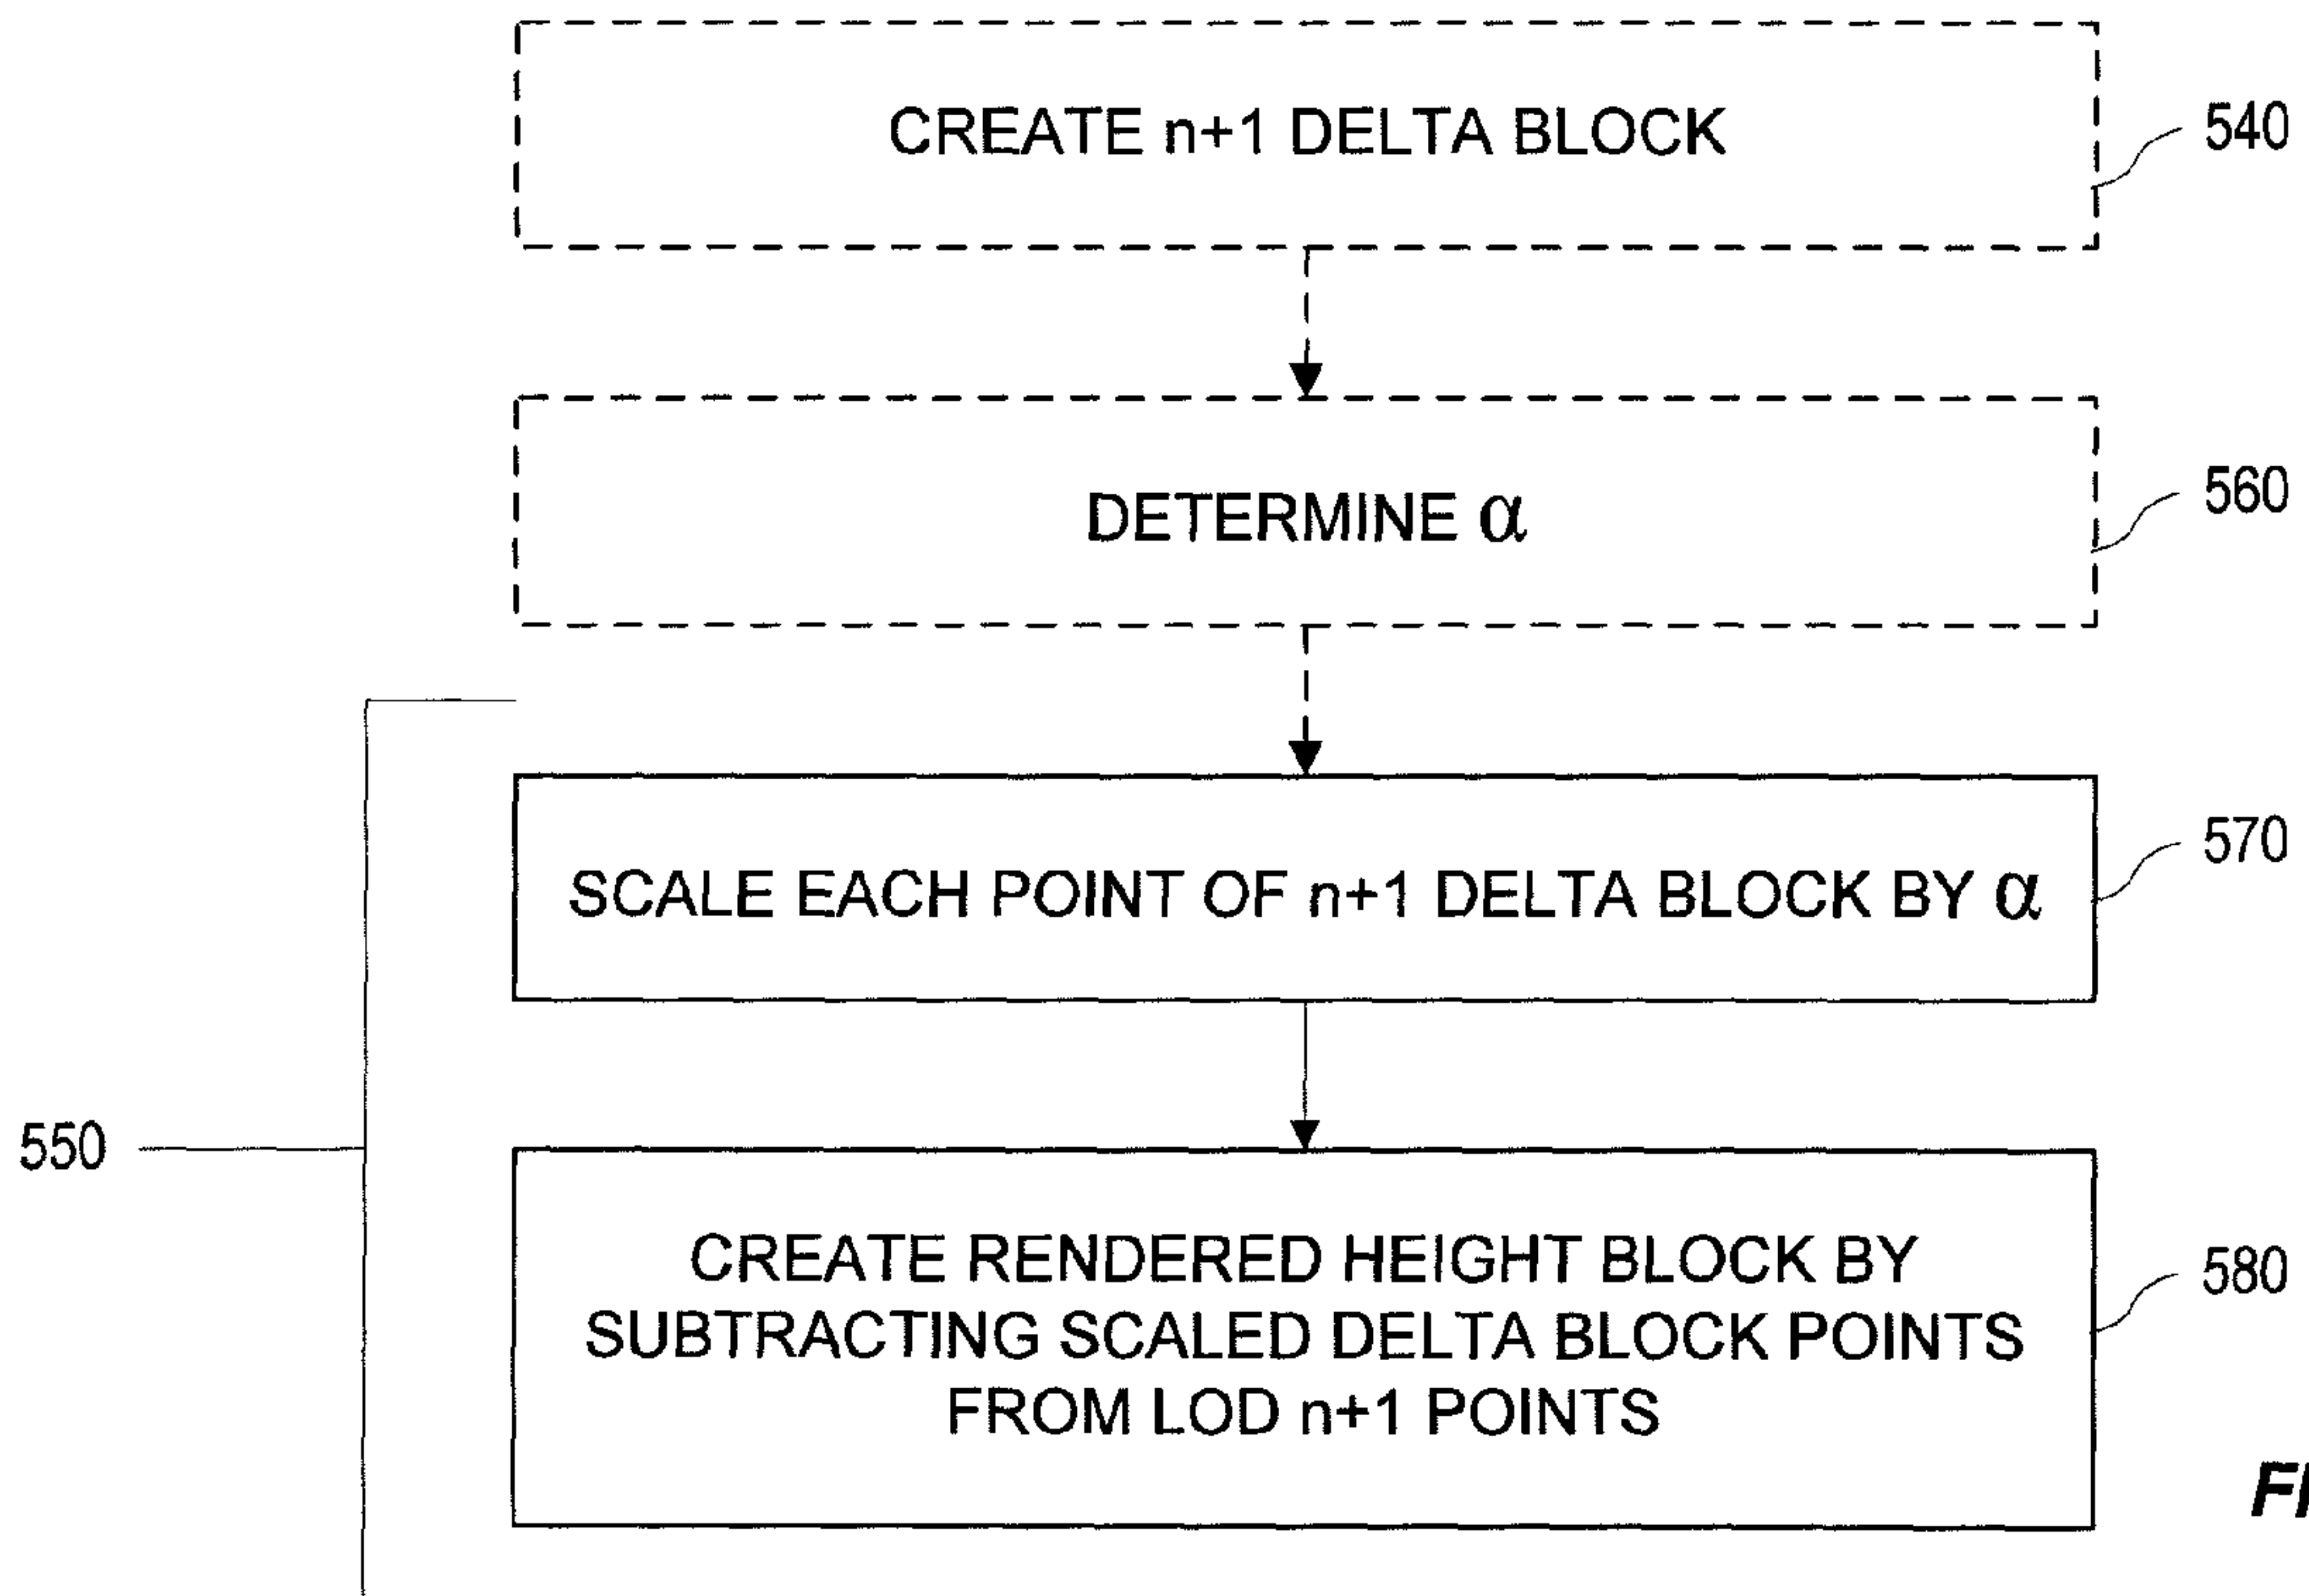 CREATE n+1 DELTA BLOCK
540
DETERMINE α
560
SCALE EACH POINT OF n+1 DELTA BLOCK BY α
570
550
CREATE RENDERED HEIGHT BLOCK BY
SUBTRACTING SCALED DELTA BLOCK POINTS
FROM LOD n+1 POINTS
580